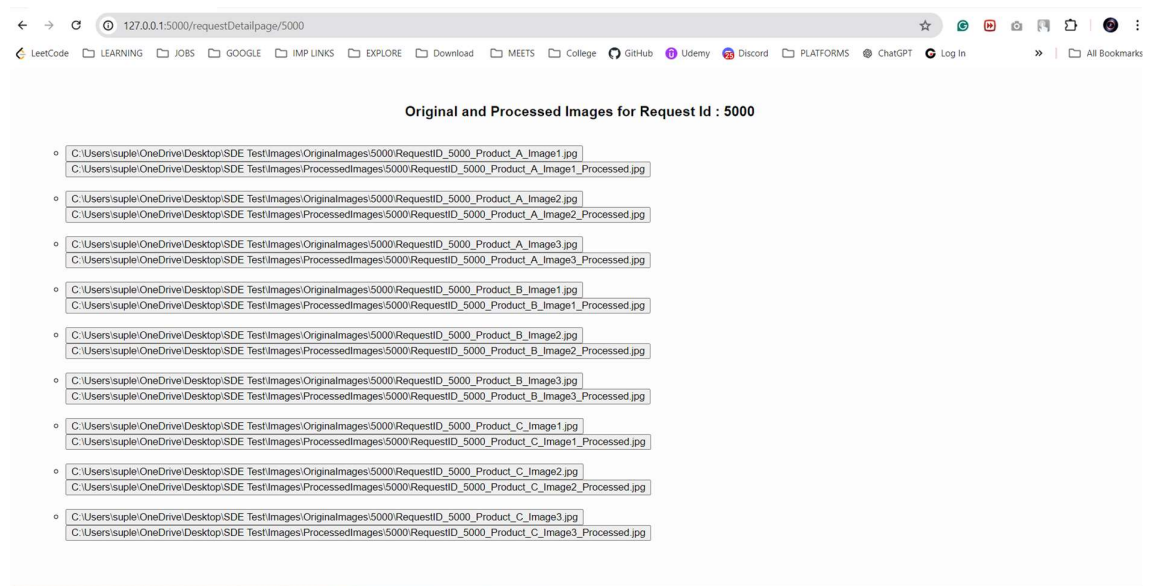 127.0.0.1:5000/requestDetailpage/5000
LeetCode LEARNING JOBS GOOGLE IMP LINKS EXPLORE Download MEETS College GitHub Udemy Discord PLATFORMS ChatGPT Log In » All Bookmarks
Original and Processed Images for Request Id : 5000
C:\Users\suple\OneDrive\Desktop\SDE Test\Images\OriginaImages\5000\RequestID_5000_Product_A_Image1.jpg
C:\Users\suple\OneDrive\Desktop\SDE Test\Images\ProcessedImages\5000\RequestID_5000_Product_A_Image1_Processed.jpg
C:\Users\suple\OneDrive\Desktop\SDE Test\Images\OriginaImages\5000\RequestID_5000_Product_A_Image2.jpg
C:\Users\suple\OneDrive\Desktop\SDE Test\Images\ProcessedImages\5000\RequestID_5000_Product_A_Image2_Processed.jpg
C:\Users\suple\OneDrive\Desktop\SDE Test\Images\OriginaImages\5000\RequestID_5000_Product_A_Image3.jpg
C:\Users\suple\OneDrive\Desktop\SDE Test\Images\ProcessedImages\5000\RequestID_5000_Product_A_Image3_Processed.jpg
C:\Users\suple\OneDrive\Desktop\SDE Test\Images\OriginaImages\5000\RequestID_5000_Product_B_Image1.jpg
C:\Users\suple\OneDrive\Desktop\SDE Test\Images\ProcessedImages\5000\RequestID_5000_Product_B_Image1_Processed.jpg
C:\Users\suple\OneDrive\Desktop\SDE Test\Images\OriginaImages\5000\RequestID_5000_Product_B_Image2.jpg
C:\Users\suple\OneDrive\Desktop\SDE Test\Images\ProcessedImages\5000\RequestID_5000_Product_B_Image2_Processed.jpg
C:\Users\suple\OneDrive\Desktop\SDE Test\Images\OriginaImages\5000\RequestID_5000_Product_B_Image3.jpg
C:\Users\suple\OneDrive\Desktop\SDE Test\Images\ProcessedImages\5000\RequestID_5000_Product_B_Image3_Processed.jpg
C:\Users\suple\OneDrive\Desktop\SDE Test\Images\OriginaImages\5000\RequestID_5000_Product_C_Image1.jpg
C:\Users\suple\OneDrive\Desktop\SDE Test\Images\ProcessedImages\5000\RequestID_5000_Product_C_Image1_Processed.jpg
C:\Users\suple\OneDrive\Desktop\SDE Test\Images\OriginaImages\5000\RequestID_5000_Product_C_Image2.jpg
C:\Users\suple\OneDrive\Desktop\SDE Test\Images\ProcessedImages\5000\RequestID_5000_Product_C_Image2_Processed.jpg
C:\Users\suple\OneDrive\Desktop\SDE Test\Images\OriginaImages\5000\RequestID_5000_Product_C_Image3.jpg
C:\Users\suple\OneDrive\Desktop\SDE Test\Images\ProcessedImages\5000\RequestID_5000_Product_C_Image3_Processed.jpg